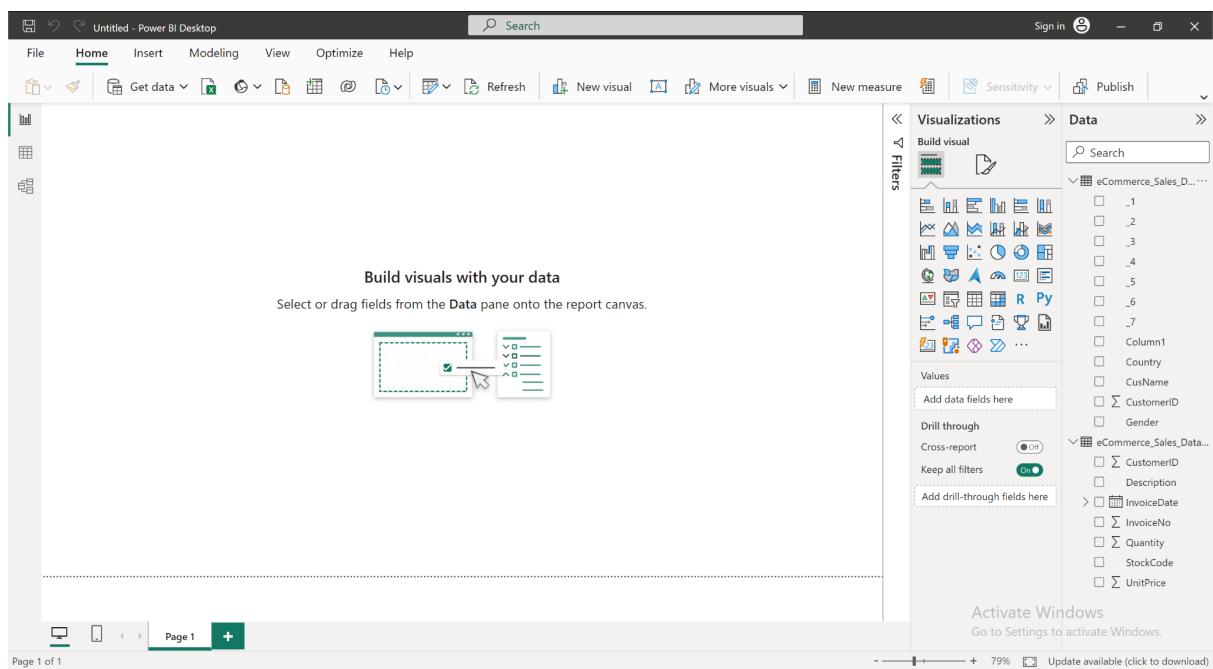 Untitled - Power BI Desktop
Search
Sign in
File Home Insert Modeling View Optimize Help
Get data
Refresh
New visual
A
More visuals
New measure
Sensitivity
Publish
Filters
Build visuals with your data
Select or drag fields from the Data pane onto the report canvas.
Visualizations
Build visual
123
R
Py
123
...
Values
Add data fields here
Drill through
Cross-report
Off
Keep all filters
On
Add drill-through fields here
Data
Search
eCommerce_Sales_D... ...
_1
_2
_3
_4
_5
_6
_7
Column1
Country
CusName
∑ CustomerID
Gender
eCommerce_Sales_Data...
∑ CustomerID
Description
InvoiceDate
∑ InvoiceNo
∑ Quantity
StockCode
∑ UnitPrice
Activate Windows
Go to Settings to activate Windows.
Page 1
+
Page 1 of 1
- + 79%
Update available (click to download)